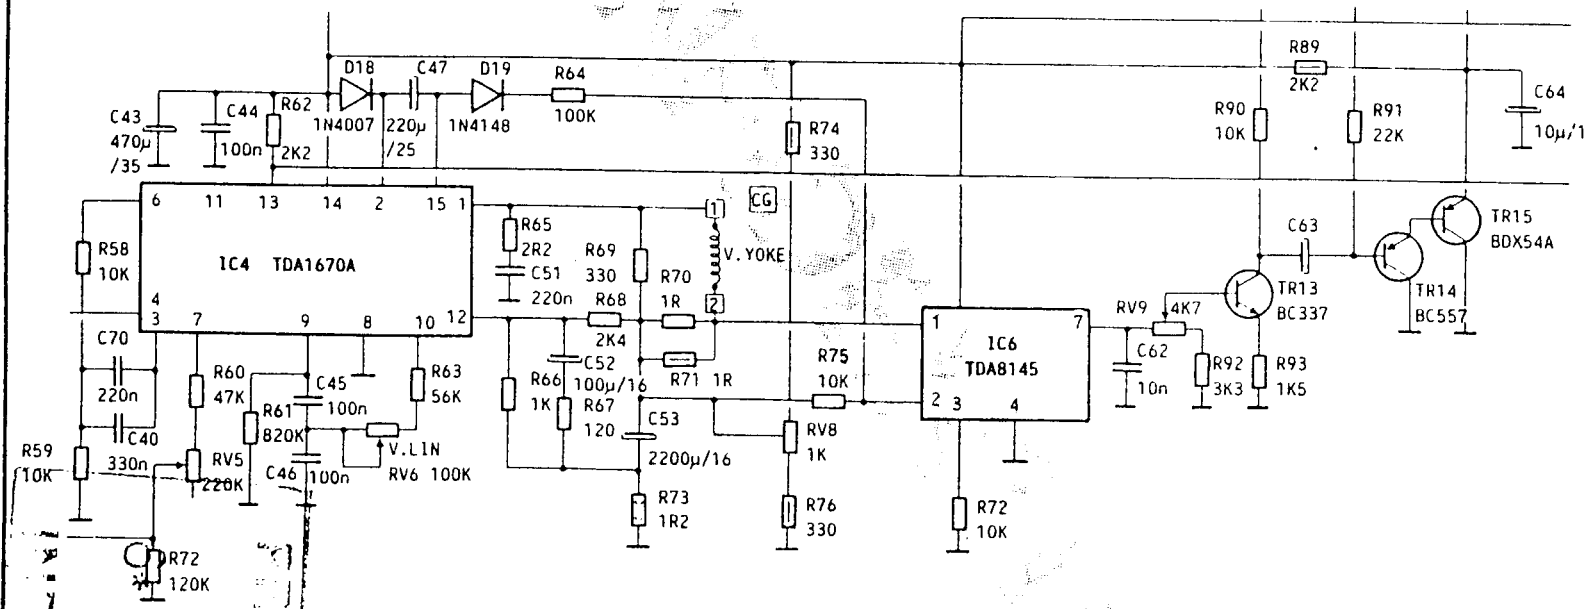 D18
C47
D19
R64
R89
2K2
C43
470µ
/35
C44
100n
R62
2K2
1N4007
220µ
/25
1N4148
100K
R74
330
R90
10K
R91
22K
C64
10µ/1
6
11
13
14
2
15
1
IC4 TDA1670A
4
3
7
9
8
10
12
R58
10K
R65
2R2
C51
220n
R69
330
R70
1R
1
CG
V.YOKE
2
R68
2K4
C63
TR15
BDX54A
TR13
BC337
TR14
BC557
C70
220n
C40
330n
R59
10K
R60
47K
R61
820K
C45
100n
R63
56K
V.LIN
RV6 100K
C46
100n
RV5
220K
R72
120K
R66
1K
C52
100µ/16
R67
120
R71 1R
C53
2200µ/16
R73
1R2
R75
10K
RV8
1K
R76
330
1
7
IC6
TDA8145
2
3
4
R72
10K
RV9
4K7
C62
10n
R92
3K3
R93
1K5